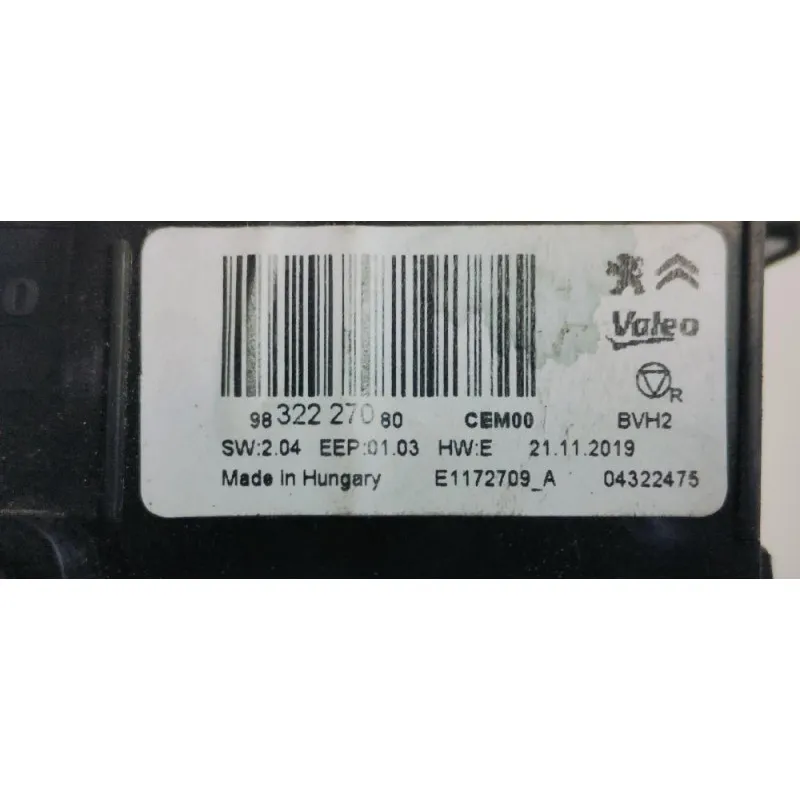 Valeo
R
98 322 270 80 CEM00 BVH2
SW:2.04 EEP:01.03 HW:E 21.11.2019
Made in Hungary E1172709_A 04322475